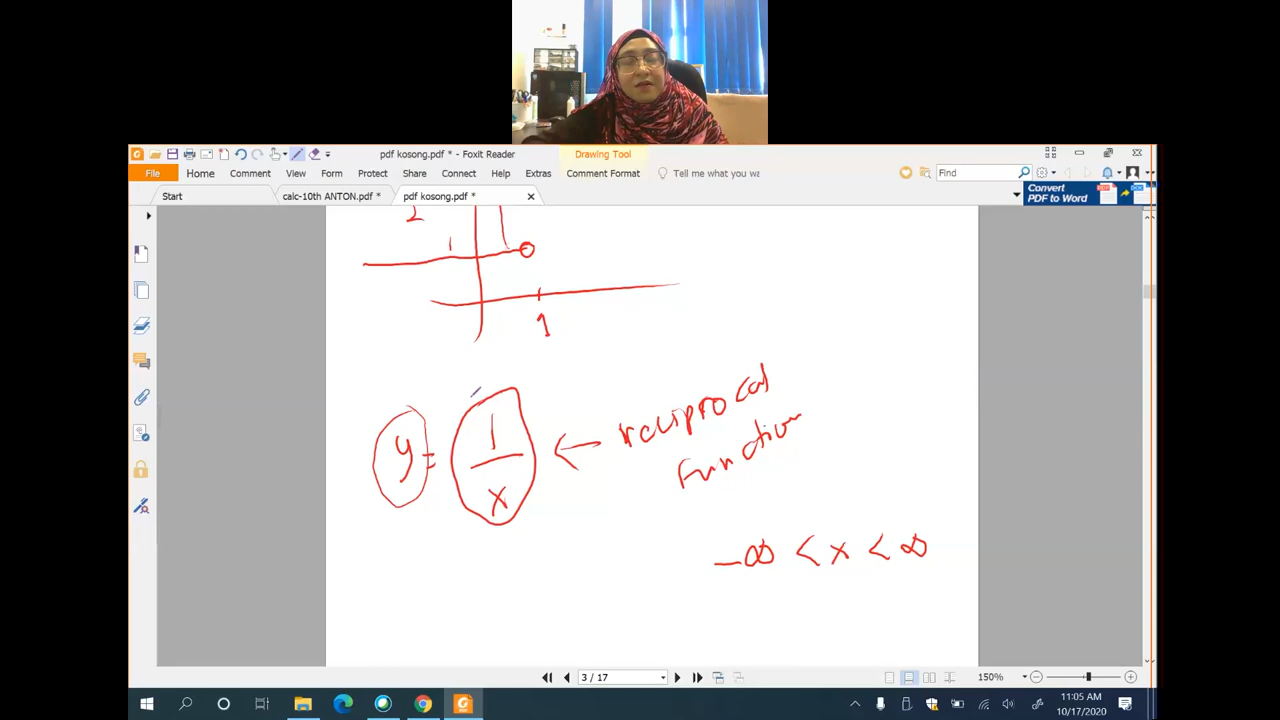 pdf kosong.pdf * - Foxit Reader
Drawing Tool
File Home Comment View Form Protect Share Connect Help Extras Comment Format Tell me what you wa Find
Start calc-10th ANTON.pdf * pdf kosong.pdf *
Convert
PDF to Word
2
1
1
y = 1/x ← reciprocal
function
-∞ < x < ∞
3 / 17 150%
11:05 AM
10/17/2020